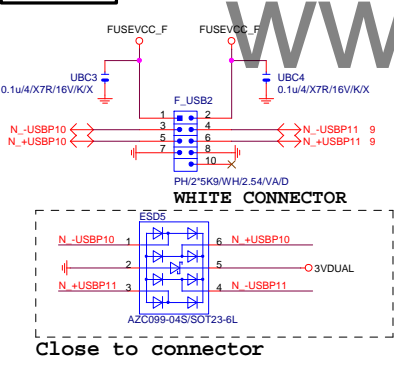 WW
FUSEVCC_F FUSEVCC_F
UBC3 UBC4
0.1u/4/X7R/16V/K/X 0.1u/4/X7R/16V/K/X
F_USB2
1 2
N_-USBP10 3 4 N_-USBP11 9
N_+USBP10 5 6 N_+USBP11 9
7 8
10
PH/2*5K9/WH/2.54/VA/D
WHITE CONNECTOR
ESD5
N_-USBP10 1 6 N_+USBP10
2 5 3VDUAL
N_+USBP11 3 4 N_-USBP11
AZC099-04S/SOT23-6L
Close to connector